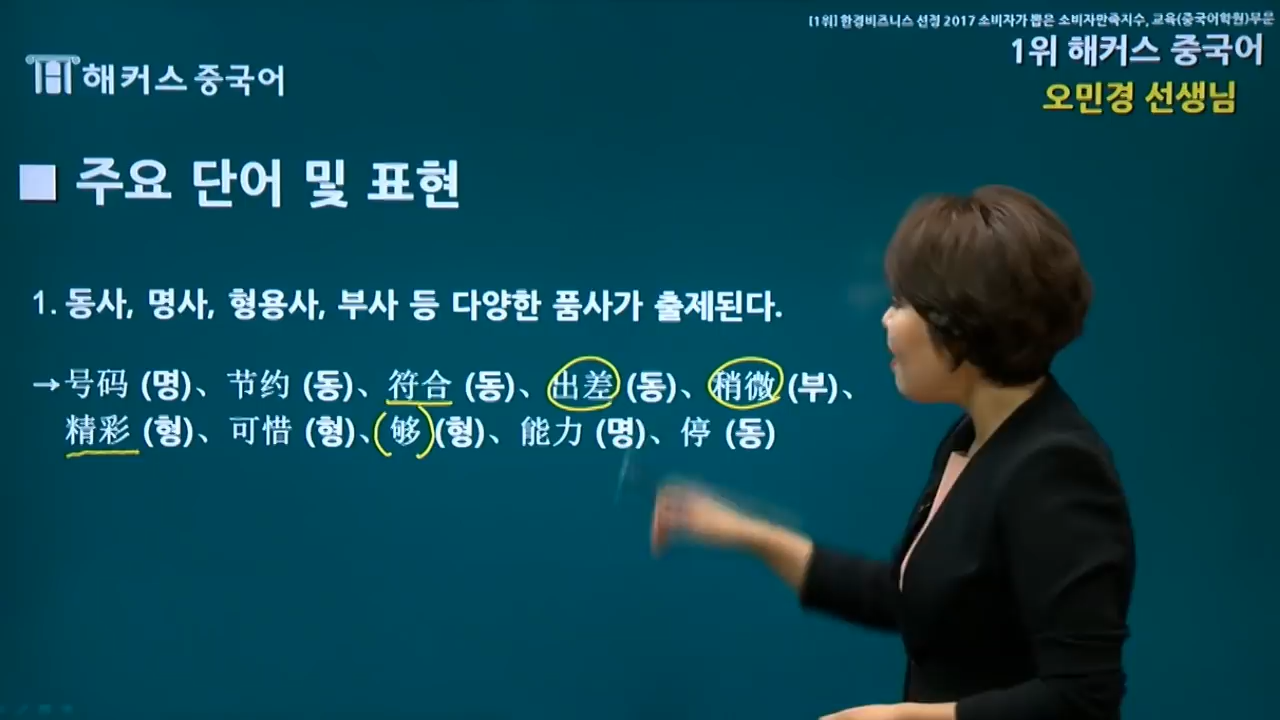 [1위] 한경비즈니스 선정 2017 소비자가 뽑은 소비자만족지수, 교육(중국어학원)부문
1위 해커스 중국어
오민경 선생님
해커스 중국어
■ 주요 단어 및 표현
1. 동사, 명사, 형용사, 부사 등 다양한 품사가 출제된다.
→号码 (명)、节约 (동)、符合 (동)、出差 (동)、稍微 (부)、
精彩 (형)、可惜 (형)、够 (형)、能力 (명)、停 (동)